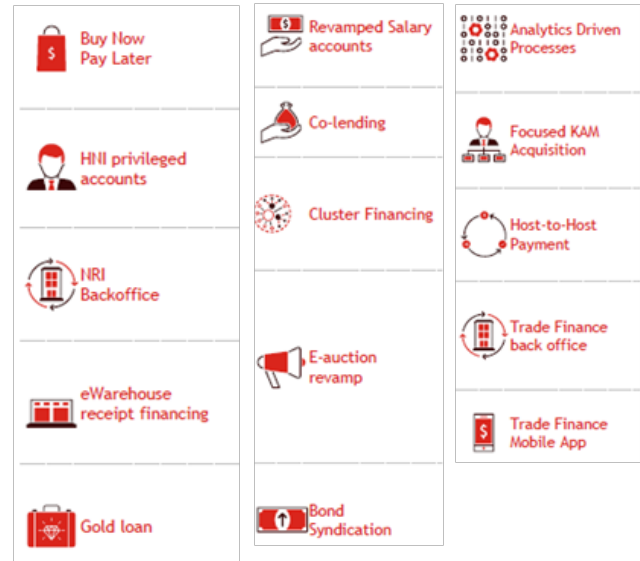 Buy Now
Pay Later
HNI privileged
accounts
NRI
Backoffice
eWarehouse
receipt financing
Gold loan
Revamped Salary
accounts
Co-lending
Cluster Financing
E-auction
revamp
Bond
Syndication
Analytics Driven
Processes
Focused KAM
Acquisition
Host-to-Host
Payment
Trade Finance
back office
Trade Finance
Mobile App